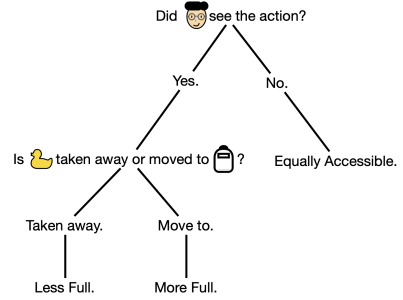 Did see the action?
Yes.
No.
Is taken away or moved to ?
Equally Accessible.
Taken away.
Move to.
Less Full.
More Full.